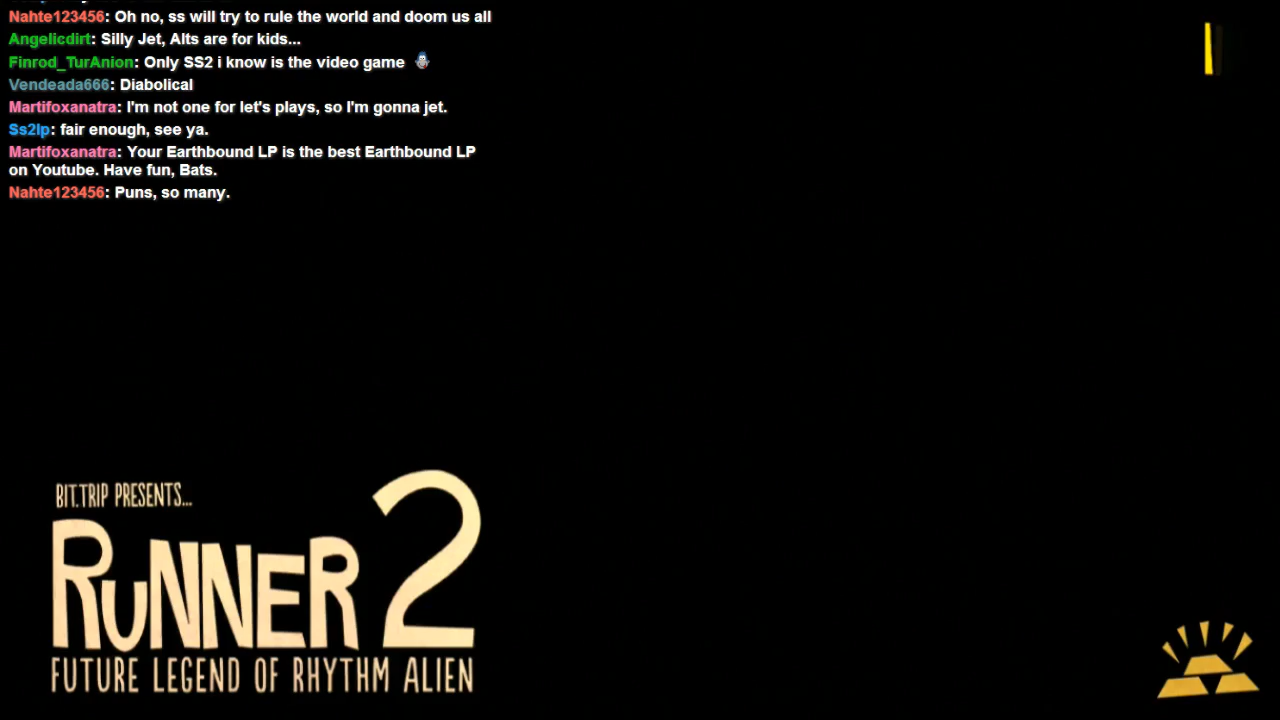 Nahte123456: Oh no, ss will try to rule the world and doom us all
Angelicdirt: Silly Jet, Alts are for kids...
Finrod_TurAnion: Only SS2 i know is the video game
Vendeada666: Diabolical
Martifoxanatra: I'm not one for let's plays, so I'm gonna jet.
Ss2lp: fair enough, see ya.
Martifoxanatra: Your Earthbound LP is the best Earthbound LP
on Youtube. Have fun, Bats.
Nahte123456: Puns, so many.
BIT.TRIP PRESENTS...
RUNNER 2
FUTURE LEGEND OF RHYTHM ALIEN